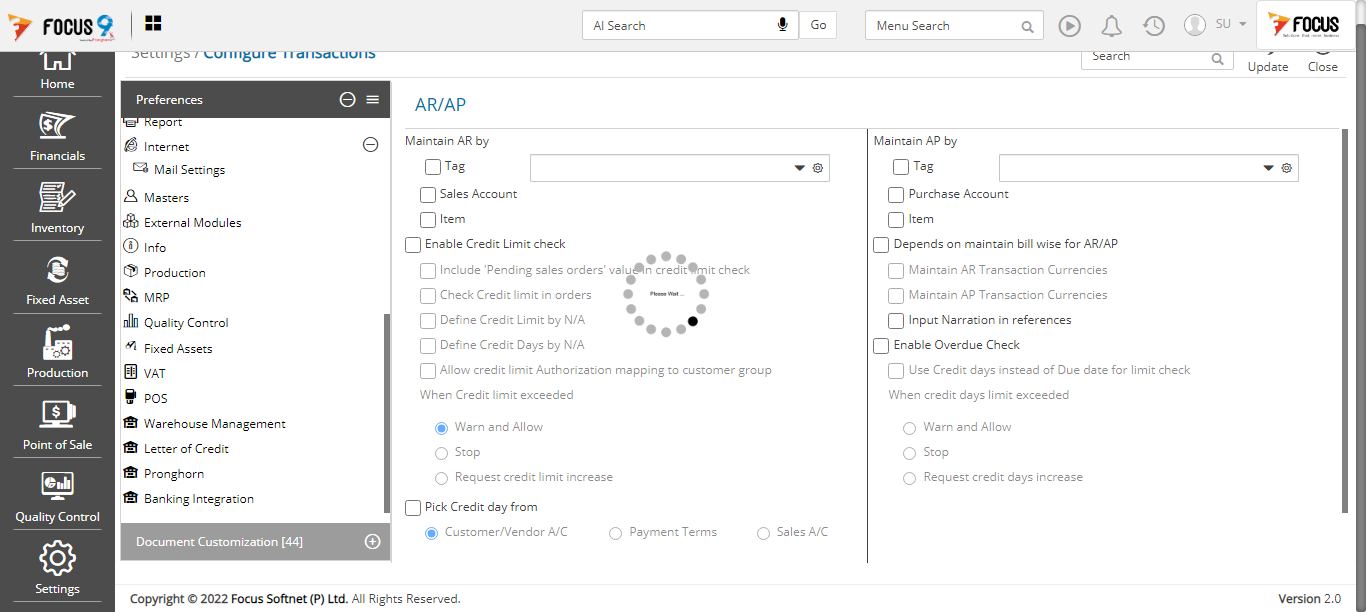 FOCUS 9
AI Search
Go
Menu Search
SU
FOCUS
Settings / Configure Transactions
Search
Update
Close
Home
Financials
Inventory
Fixed Asset
Production
Point of Sale
Quality Control
Settings
Preferences
Report
Internet
Mail Settings
Masters
External Modules
Info
Production
MRP
Quality Control
Fixed Assets
VAT
POS
Warehouse Management
Letter of Credit
Pronghorn
Banking Integration
Document Customization [44]
AR/AP
Maintain AR by
Tag
Sales Account
Item
Enable Credit Limit check
Include 'Pending sales orders' value in credit limit check
Check Credit limit in orders
Define Credit Limit by N/A
Define Credit Days by N/A
Allow credit limit Authorization mapping to customer group
When Credit limit exceeded
Warn and Allow
Stop
Request credit limit increase
Pick Credit day from
Customer/Vendor A/C Payment Terms Sales A/C
Please Wait ...
Maintain AP by
Tag
Purchase Account
Item
Depends on maintain bill wise for AR/AP
Maintain AR Transaction Currencies
Maintain AP Transaction Currencies
Input Narration in references
Enable Overdue Check
Use Credit days instead of Due date for limit check
When credit days limit exceeded
Warn and Allow
Stop
Request credit days increase
Copyright © 2022 Focus Softnet (P) Ltd. All Rights Reserved.
Version 2.0